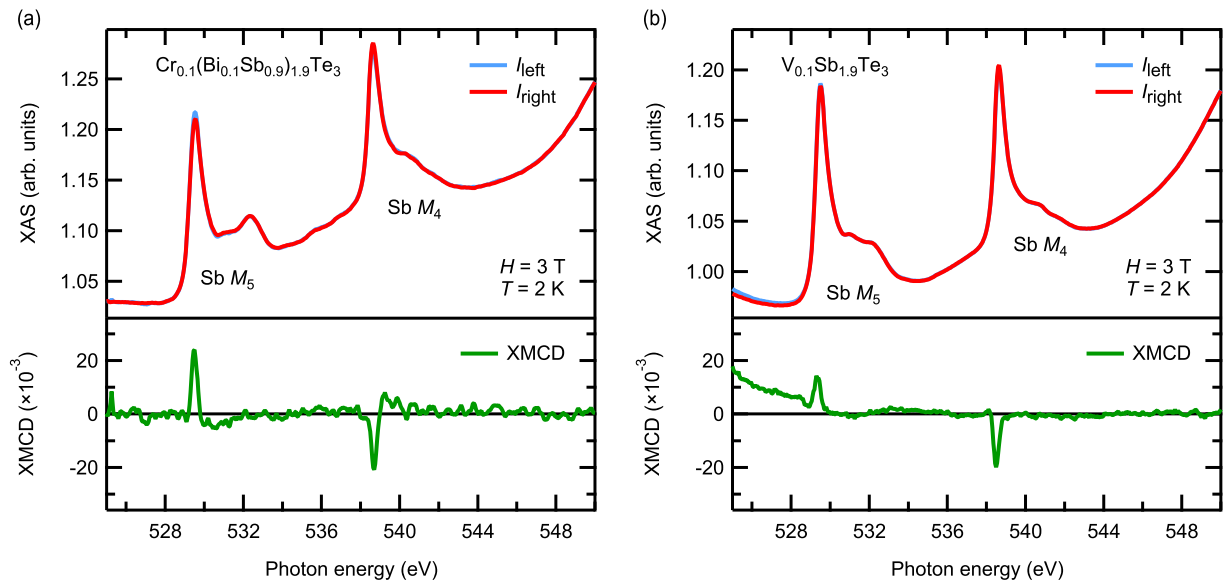 (a)
Cr0.1(Bi0.1Sb0.9)1.9Te3
Ileft
Iright
XAS (arb. units)
1.25
1.20
1.15
1.10
1.05
Sb M5
Sb M4
H = 3 T
T = 2 K
XMCD
XMCD (×10-3)
20
0
-20
528
532
536
540
544
548
Photon energy (eV)
(b)
V0.1Sb1.9Te3
Ileft
Iright
XAS (arb. units)
1.20
1.15
1.10
1.05
1.00
Sb M5
Sb M4
H = 3 T
T = 2 K
XMCD
XMCD (×10-3)
20
0
-20
528
532
536
540
544
548
Photon energy (eV)